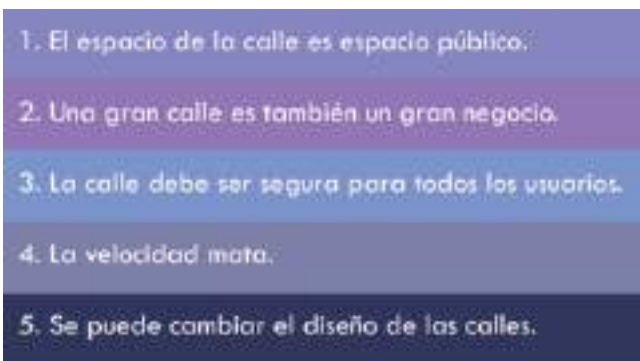 1. El espacio de la calle es espacio público.
2. Una gran calle es también un gran negocio.
3. La calle debe ser segura para todos los usuarios.
4. La velocidad mata.
5. Se puede cambiar el diseño de las calles.